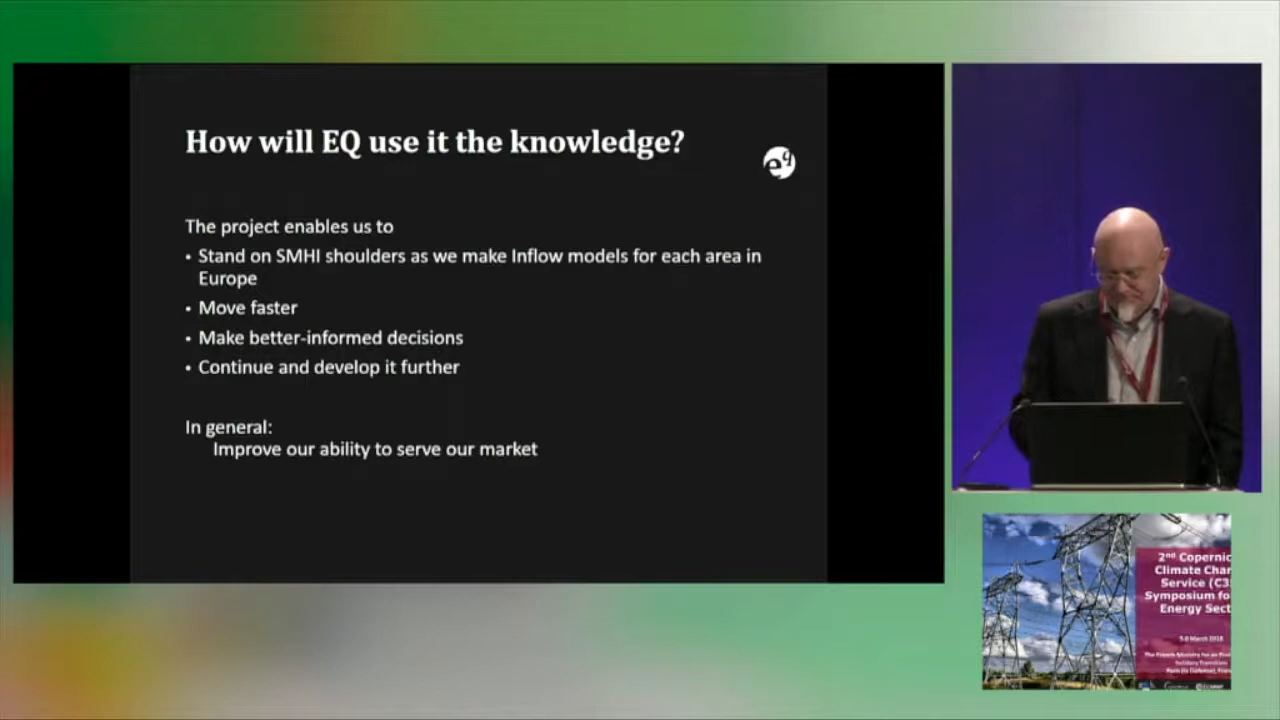 How will EQ use it the knowledge?
e9
The project enables us to
• Stand on SMHI shoulders as we make Inflow models for each area in
Europe
• Move faster
• Make better-informed decisions
• Continue and develop it further
In general:
Improve our ability to serve our market
2nd Copernic
Climate Chan
Service (C3
Symposium fo
Energy Sect